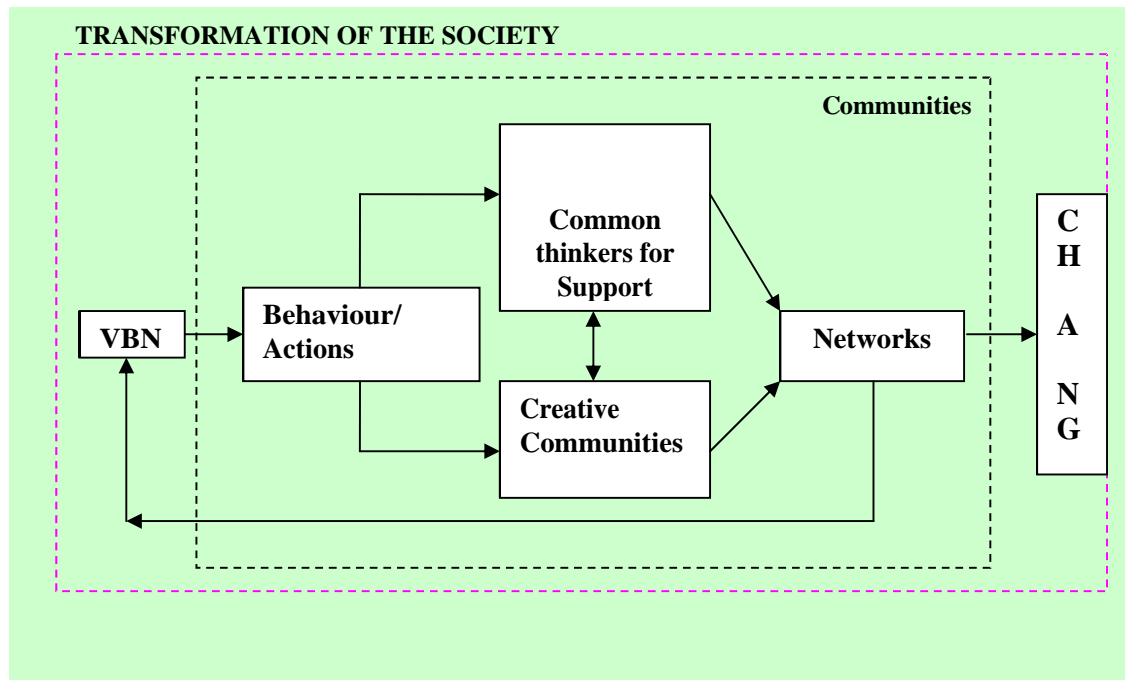 TRANSFORMATION OF THE SOCIETY
Communities
Common
thinkers for
Support
Behaviour/
Actions
VBN
Networks
Creative
Communities
C
H
A
N
G